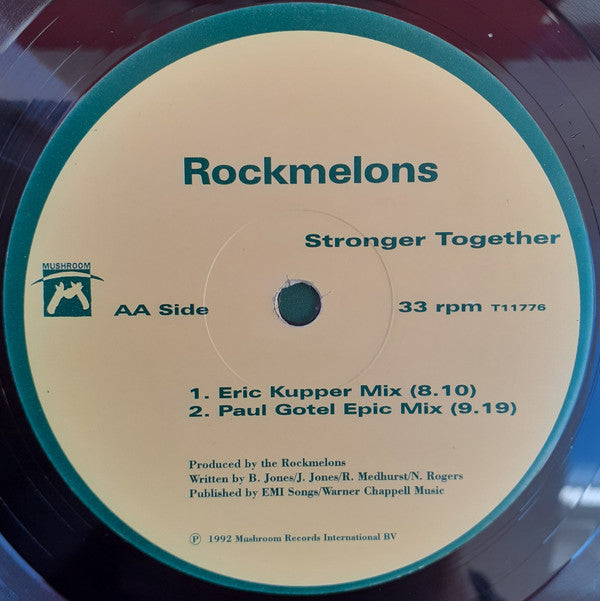 Rockmelons
Stronger Together
MUSHROOM
AA Side
33 rpm T11776
1. Eric Kupper Mix (8.10)
2. Paul Gotel Epic Mix (9.19)
Produced by the Rockmelons
Written by B. Jones/J. Jones/R. Medhurst/N. Rogers
Published by EMI Songs/Warner Chappell Music
Ⓟ 1992 Mushroom Records International BV